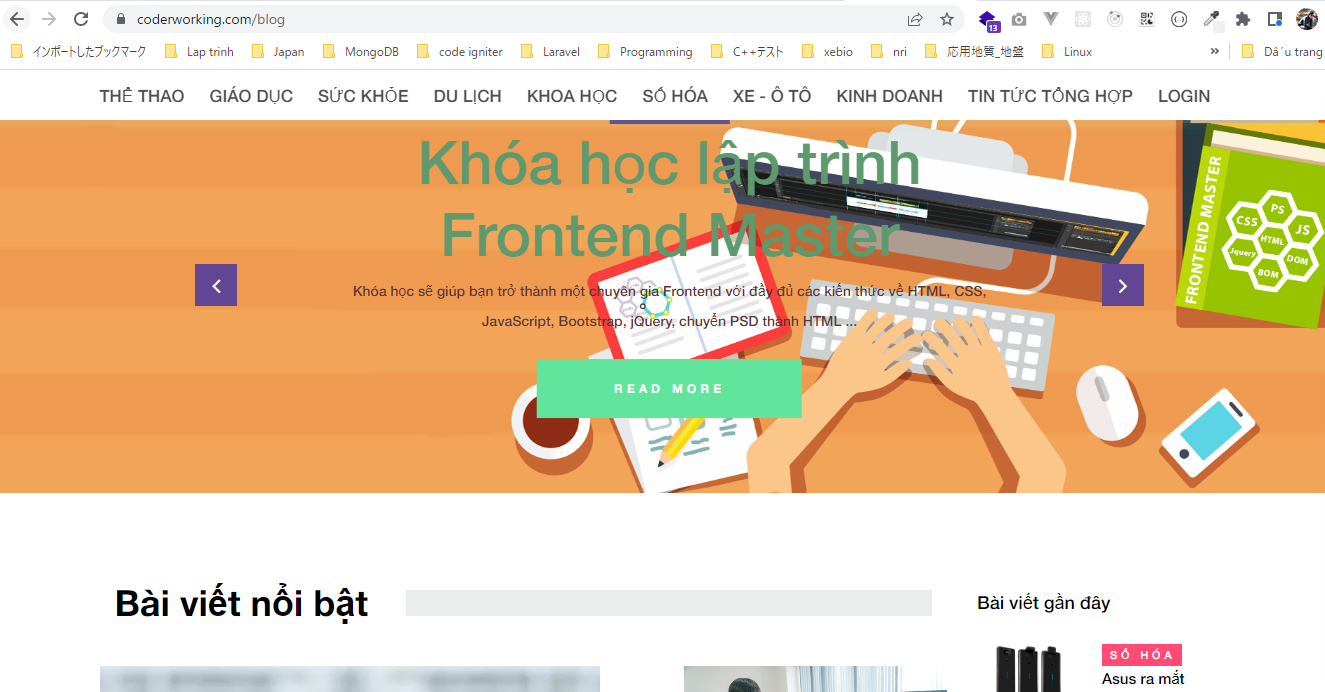 coderworking.com/blog
13
インポートしたブックマーク Lap trinh Japan MongoDB code igniter Laravel Programming C++テスト xebio nri 応用地質_地盤 Linux » Dấu trang
THỂ THAO GIÁO DỤC SỨC KHỎE DU LỊCH KHOA HỌC SỐ HÓA XE - Ô TÔ KINH DOANH TIN TỨC TỔNG HỢP LOGIN
Khóa học lập trình
Frontend Master
Khóa học sẽ giúp bạn trở thành một chuyên gia Frontend với đầy đủ các kiến thức về HTML, CSS,
JavaScript, Bootstrap, jQuery, chuyển PSD thành HTML ...
READ MORE
FRONTEND MASTER
PS
CSS
JS
HTML
Jquery
DOM
BOM
Bài viết nổi bật
Bài viết gần đây
SỐ HÓA
Asus ra mắt